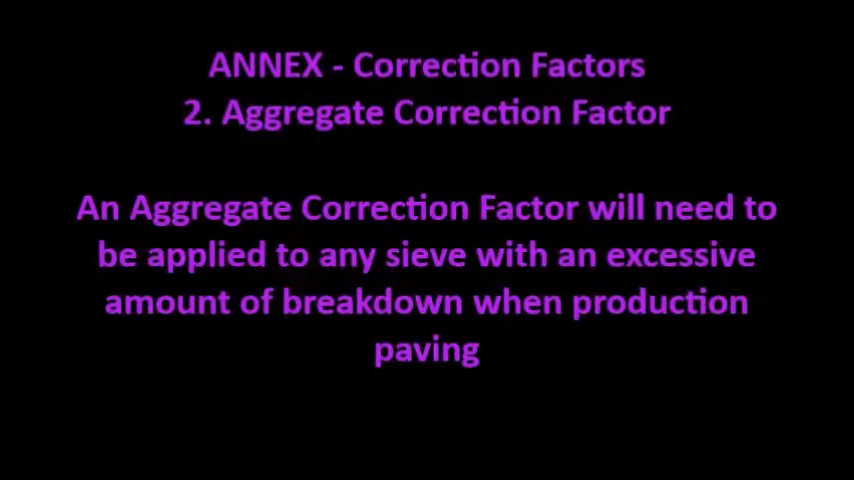 ANNEX - Correction Factors
2. Aggregate Correction Factor
An Aggregate Correction Factor will need to
be applied to any sieve with an excessive
amount of breakdown when production
paving